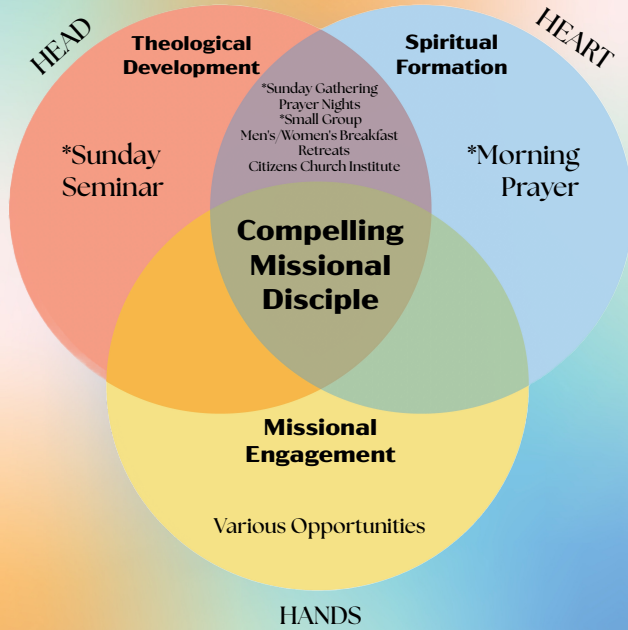 HEAD
HEART
Theological
Development
Spiritual
Formation
*Sunday Gathering
Prayer Nights
*Small Group
Men's/Women's Breakfast
Retreats
Citizens Church Institute
*Sunday
Seminar
*Morning
Prayer
Compelling
Missional
Disciple
Missional
Engagement
Various Opportunities
HANDS